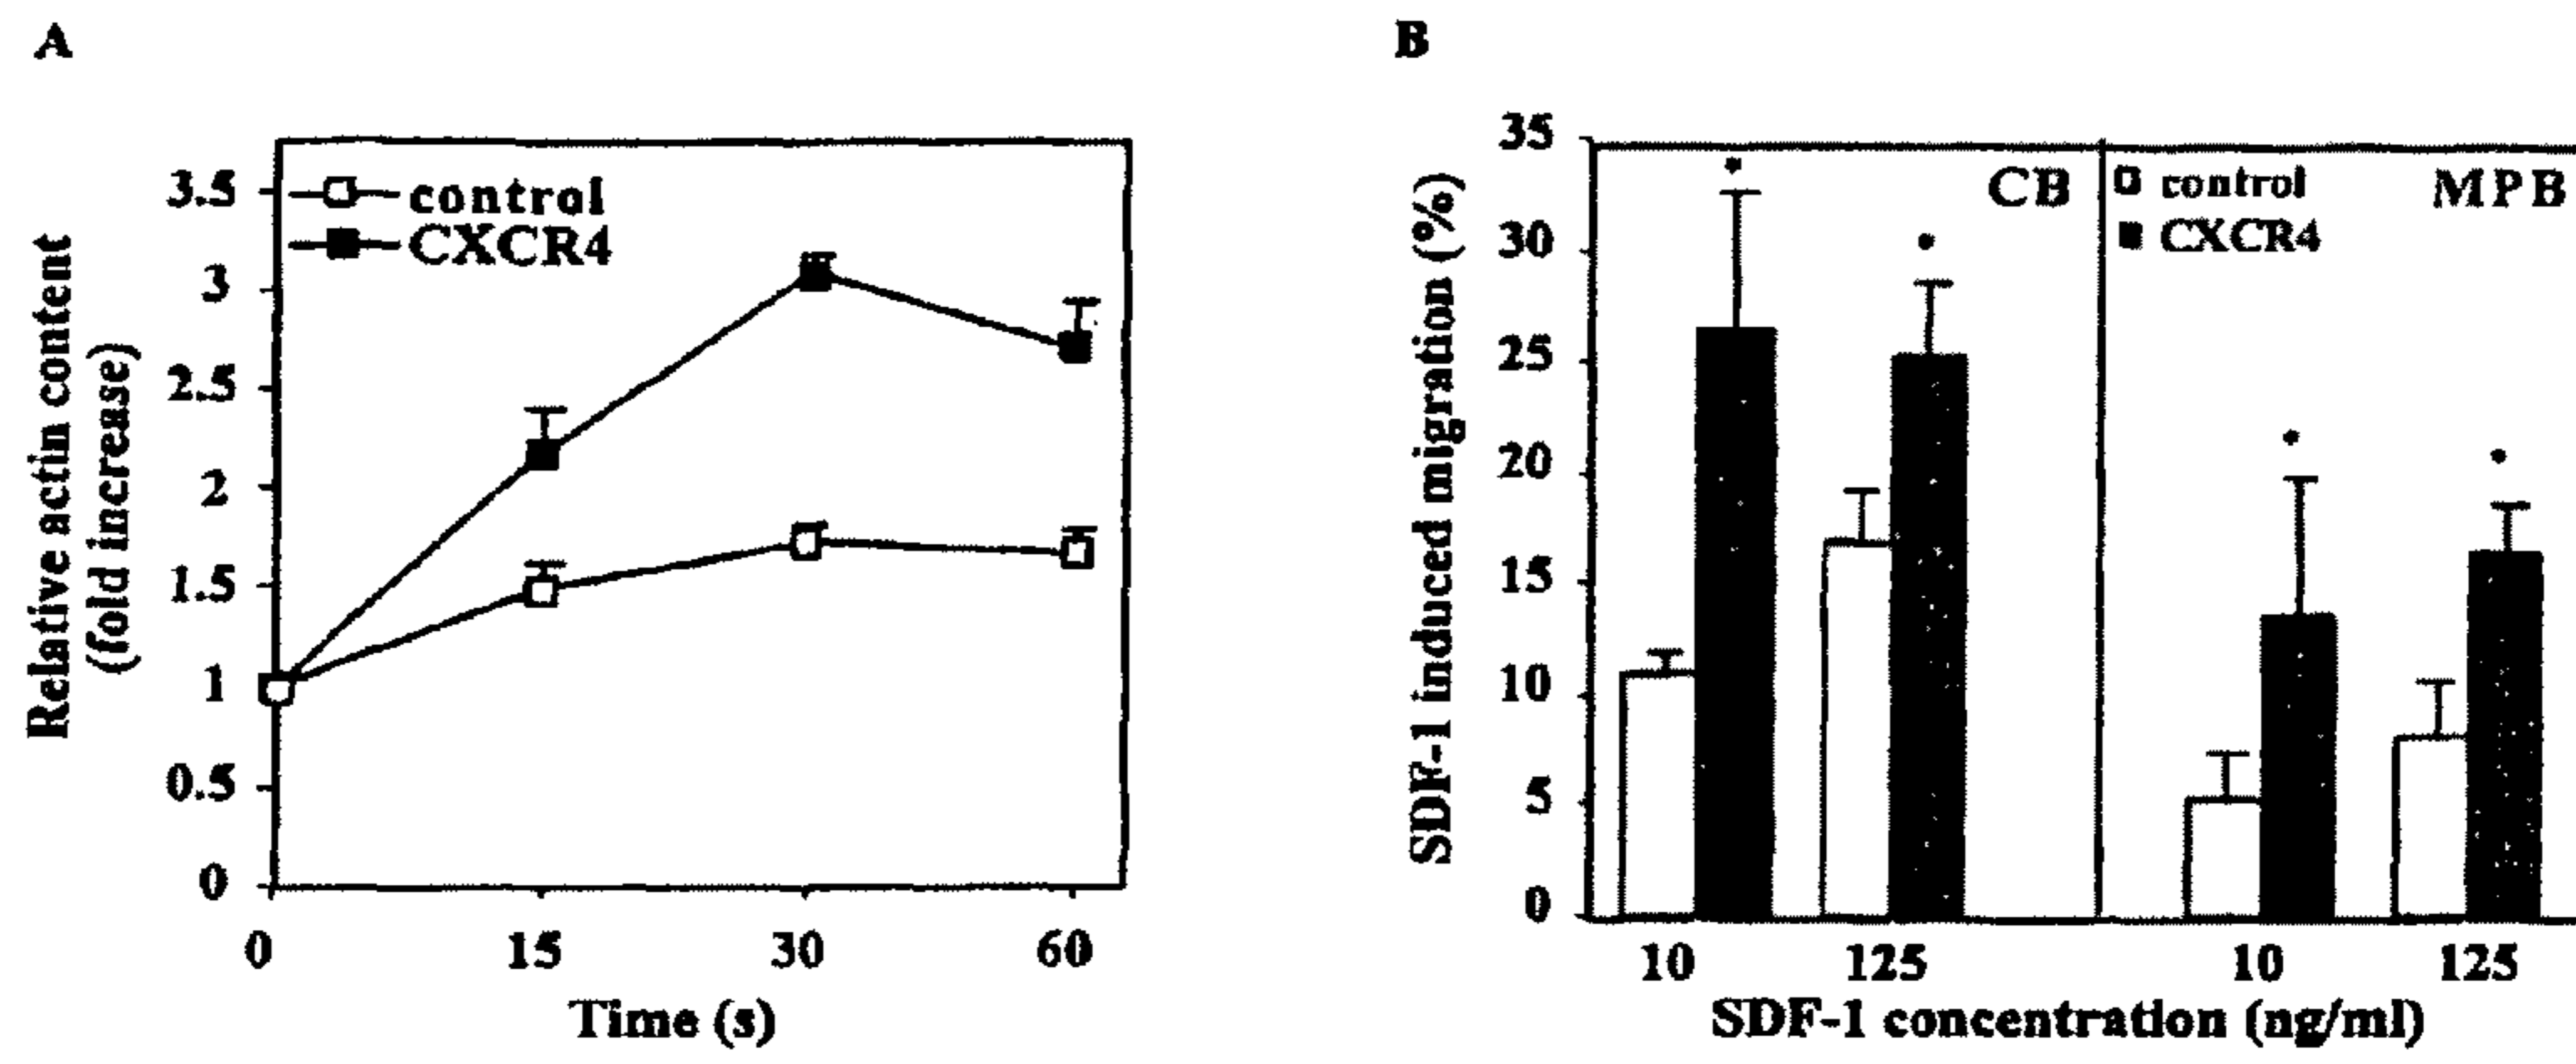 A
Relative actin content
(fold increase)
3.5
3
2.5
2
1.5
1
0.5
0
control
CXCR4
0 15 30 60
Time (s)
B
SDF-1 induced migration (%)
35
30
25
20
15
10
5
0
CB
control
CXCR4
MPB
10 125 10 125
SDF-1 concentration (ng/ml)